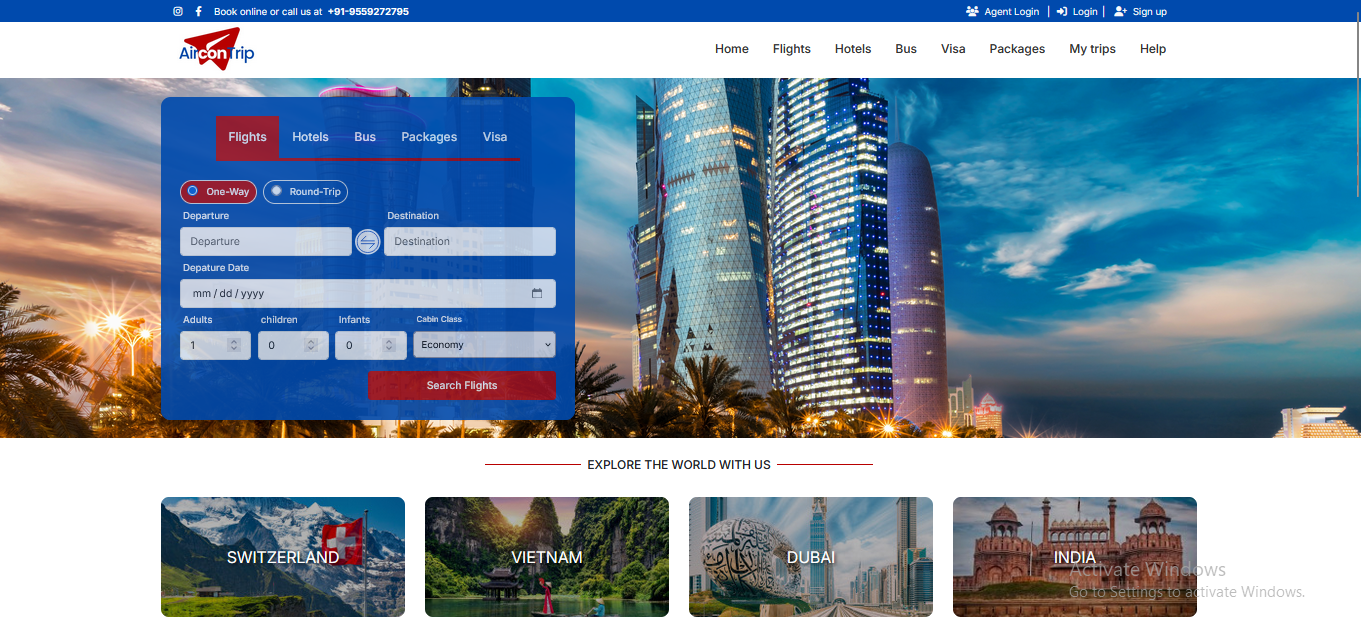 Book online or call us at +91-9559272795
Agent Login | Login | Sign up
AirconTrip
Home Flights Hotels Bus Visa Packages My trips Help
Flights Hotels Bus Packages Visa
One-Way Round-Trip
Departure Destination
Departure Destination
Depature Date
mm / dd / yyyy
Adults children Infants Cabin Class
1 0 0 Economy
Search Flights
EXPLORE THE WORLD WITH US
SWITZERLAND VIETNAM DUBAI INDIA
Activate Windows
Go to Settings to activate Windows.